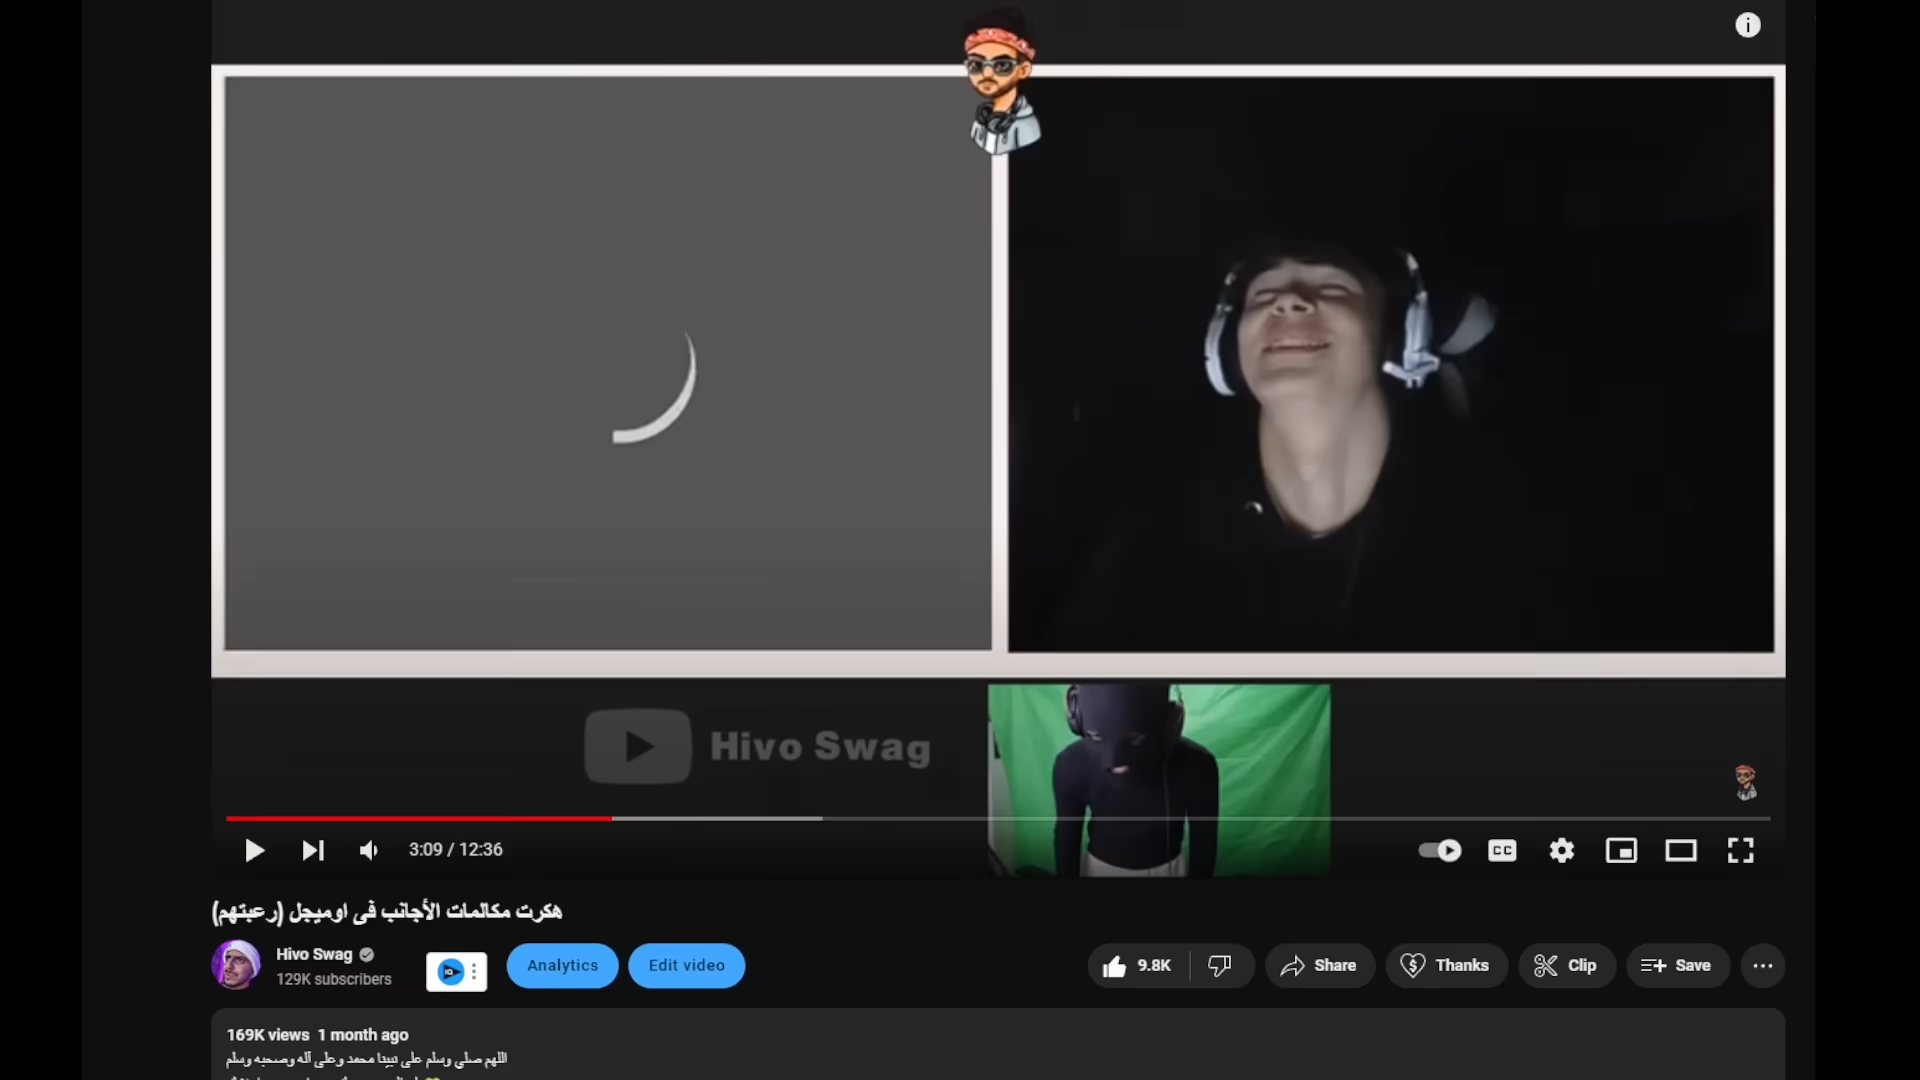 Hivo Swag
3:09 / 12:36
CC
هكرت مكالمات الأجانب فى اوميجل (رعبتهم)
Hivo Swag
129K subscribers
IQ
Analytics
Edit video
9.8K
Share
Thanks
Clip
Save
169K views 1 month ago
اللهم صلي وسلم على نبينا محمد وعلى آله وصحبه وسلم